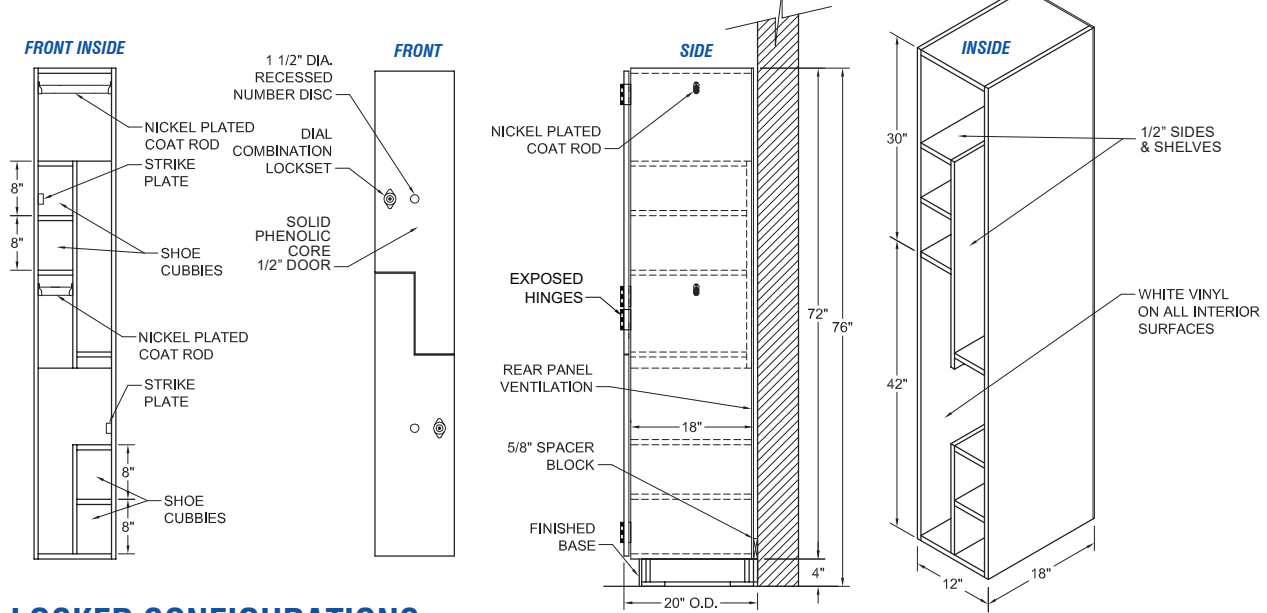 FRONT INSIDE
NICKEL PLATED
COAT ROD
STRIKE
PLATE
8"
8"
SHOE
CUBBIES
NICKEL PLATED
COAT ROD
STRIKE
PLATE
8"
8"
SHOE
CUBBIES
FRONT
1 1/2" DIA.
RECESSED
NUMBER DISC
DIAL
COMBINATION
LOCKSET
SOLID
PHENOLIC
CORE
1/2" DOOR
SIDE
NICKEL PLATED
COAT ROD
EXPOSED
HINGES
REAR PANEL
VENTILATION
18"
5/8" SPACER
BLOCK
FINISHED
BASE
72"
76"
4"
20" O.D.
INSIDE
30"
1/2" SIDES
& SHELVES
WHITE VINYL
ON ALL INTERIOR
SURFACES
42"
12"
18"
LOCKER CONFIGURATIONS